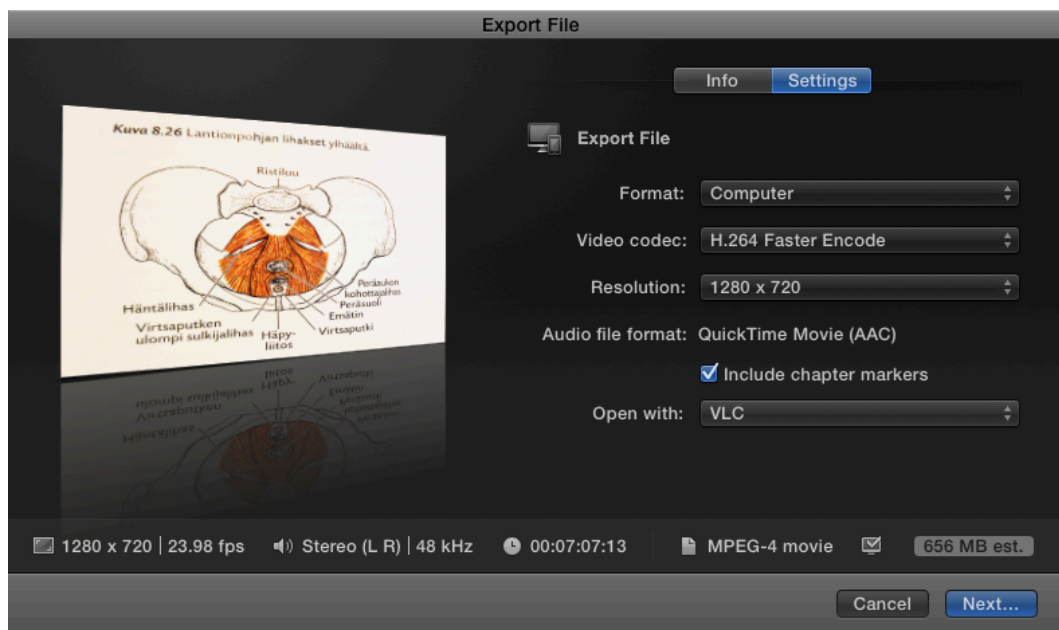 Export File
Info
Settings
Kuva 8.26 Lantionpohjan lihakset ylhäältä.
Ristiluu
Peräaukon
kohottajalihas
Peräsuoli
Emätin
Virtsaputki
Häntälihas
Virtsaputken
ulompi sulkijalihas
Häpy-
liitos
Export File
Format: Computer
Video codec: H.264 Faster Encode
Resolution: 1280 x 720
Audio file format: QuickTime Movie (AAC)
Include chapter markers
Open with: VLC
1280 x 720 | 23.98 fps
Stereo (L R) | 48 kHz
00:07:07:13
MPEG-4 movie
656 MB est.
Cancel
Next...